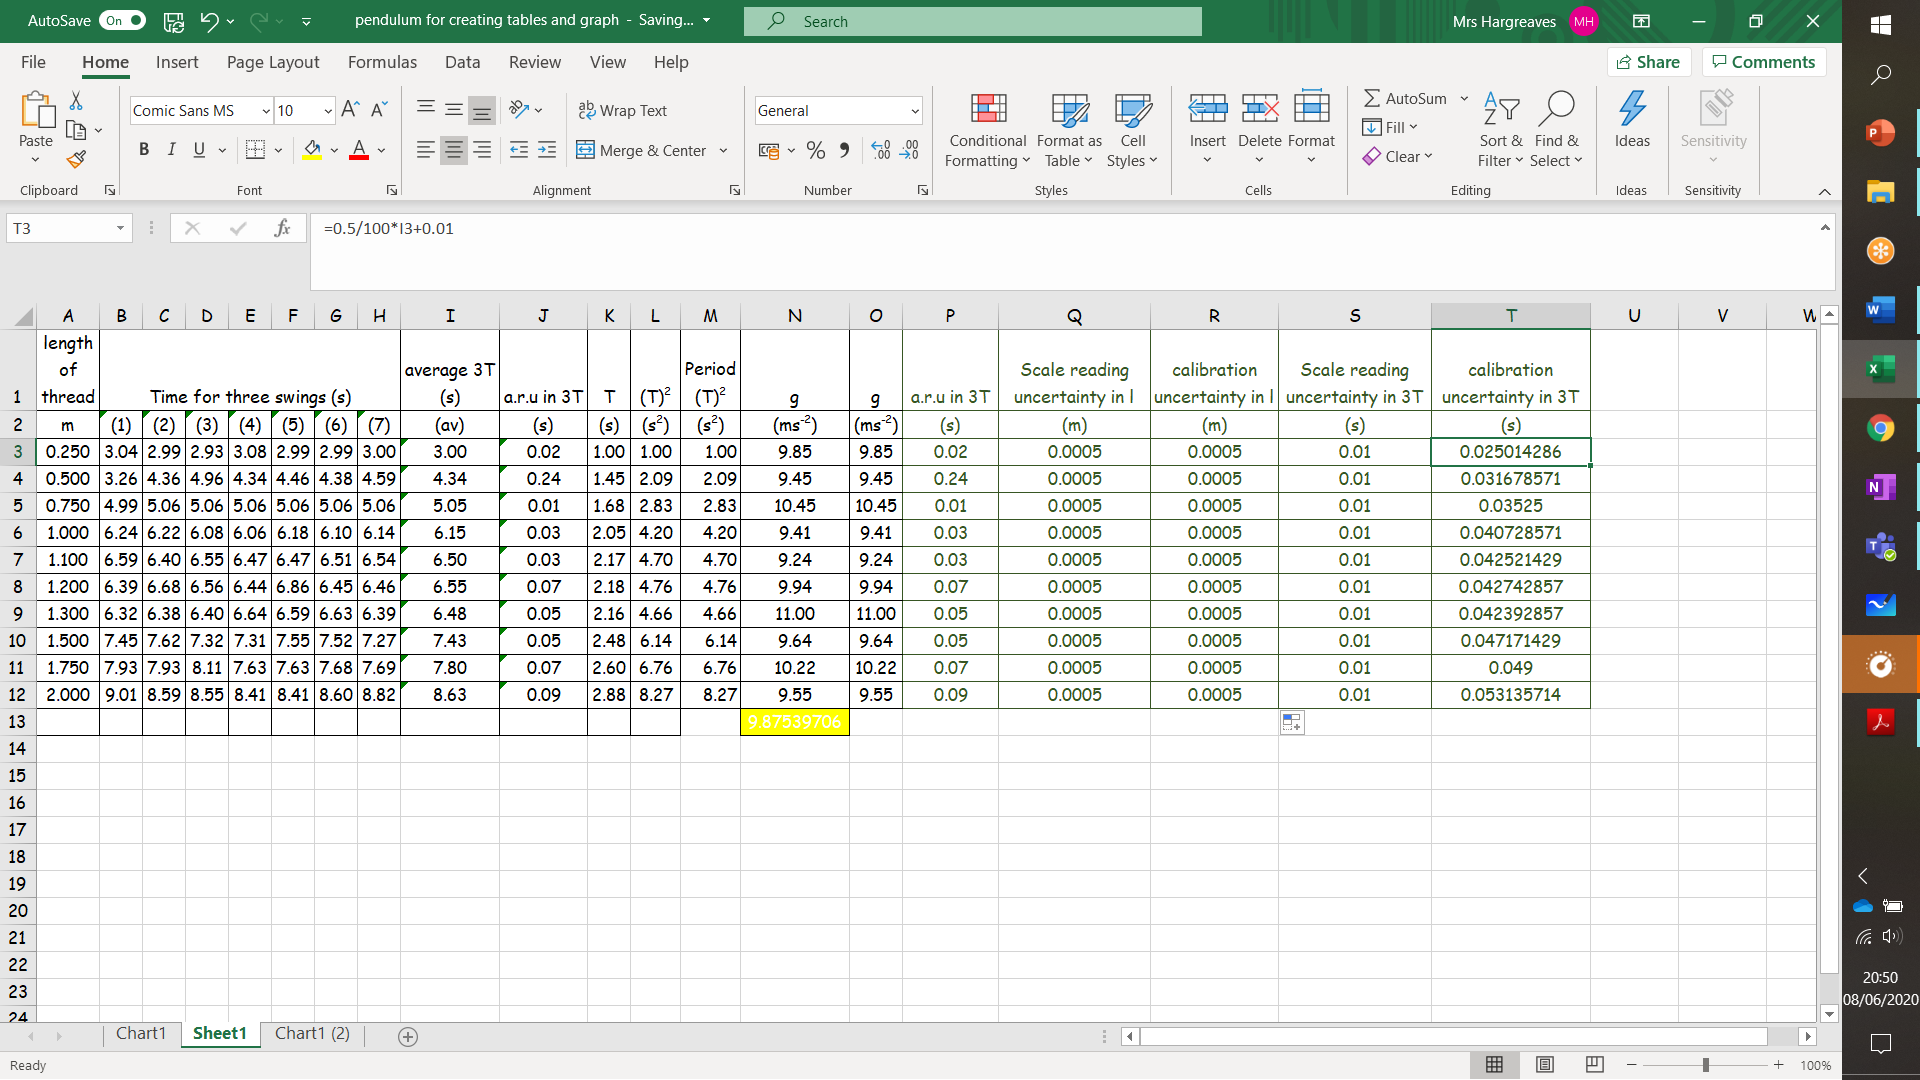 AutoSave On pendulum for creating tables and graph - Saving... Search Mrs Hargreaves MH
File Home Insert Page Layout Formulas Data Review View Help Share Comments
Paste
Comic Sans MS 10
B I U
Wrap Text
Merge & Center
General
Conditional Formatting
Format as Table
Cell Styles
Insert Delete Format
AutoSum
Fill
Clear
Sort & Filter
Find & Select
Ideas
Sensitivity
Clipboard Font Alignment Number Styles Cells Editing Ideas Sensitivity
T3 fx =0.5/100*I3+0.01
A B C D E F G H I J K L M N O P Q R S T U V W
1 length of thread Time for three swings (s) average 3T (s) a.r.u in 3T T (T)² Period (T)² g g a.r.u in 3T Scale reading uncertainty in l calibration uncertainty in l Scale reading uncertainty in 3T calibration uncertainty in 3T
2 m (1) (2) (3) (4) (5) (6) (7) (av) (s) (s) (s²) (s²) (ms⁻²) (ms⁻²) (s) (m) (m) (s) (s)
3 0.250 3.04 2.99 2.93 3.08 2.99 2.99 3.00 3.00 0.02 1.00 1.00 1.00 9.85 9.85 0.02 0.0005 0.0005 0.01 0.025014286
4 0.500 3.26 4.36 4.96 4.34 4.46 4.38 4.59 4.34 0.24 1.45 2.09 2.09 9.45 9.45 0.24 0.0005 0.0005 0.01 0.031678571
5 0.750 4.99 5.06 5.06 5.06 5.06 5.06 5.06 5.05 0.01 1.68 2.83 2.83 10.45 10.45 0.01 0.0005 0.0005 0.01 0.03525
6 1.000 6.24 6.22 6.08 6.06 6.18 6.10 6.14 6.15 0.03 2.05 4.20 4.20 9.41 9.41 0.03 0.0005 0.0005 0.01 0.040728571
7 1.100 6.59 6.40 6.55 6.47 6.47 6.51 6.54 6.50 0.03 2.17 4.70 4.70 9.24 9.24 0.03 0.0005 0.0005 0.01 0.042521429
8 1.200 6.39 6.68 6.56 6.44 6.86 6.45 6.46 6.55 0.07 2.18 4.76 4.76 9.94 9.94 0.07 0.0005 0.0005 0.01 0.042742857
9 1.300 6.32 6.38 6.40 6.64 6.59 6.63 6.39 6.48 0.05 2.16 4.66 4.66 11.00 11.00 0.05 0.0005 0.0005 0.01 0.042392857
10 1.500 7.45 7.62 7.32 7.31 7.55 7.52 7.27 7.43 0.05 2.48 6.14 6.14 9.64 9.64 0.05 0.0005 0.0005 0.01 0.047171429
11 1.750 7.93 7.93 8.11 7.63 7.63 7.68 7.69 7.80 0.07 2.60 6.76 6.76 10.22 10.22 0.07 0.0005 0.0005 0.01 0.049
12 2.000 9.01 8.59 8.55 8.41 8.41 8.60 8.82 8.63 0.09 2.88 8.27 8.27 9.55 9.55 0.09 0.0005 0.0005 0.01 0.053135714
13 9.87539706
14
15
16
17
18
19
20
21
22
23
24
Chart1 Sheet1 Chart1 (2)
Ready 100%
20:50
08/06/2020